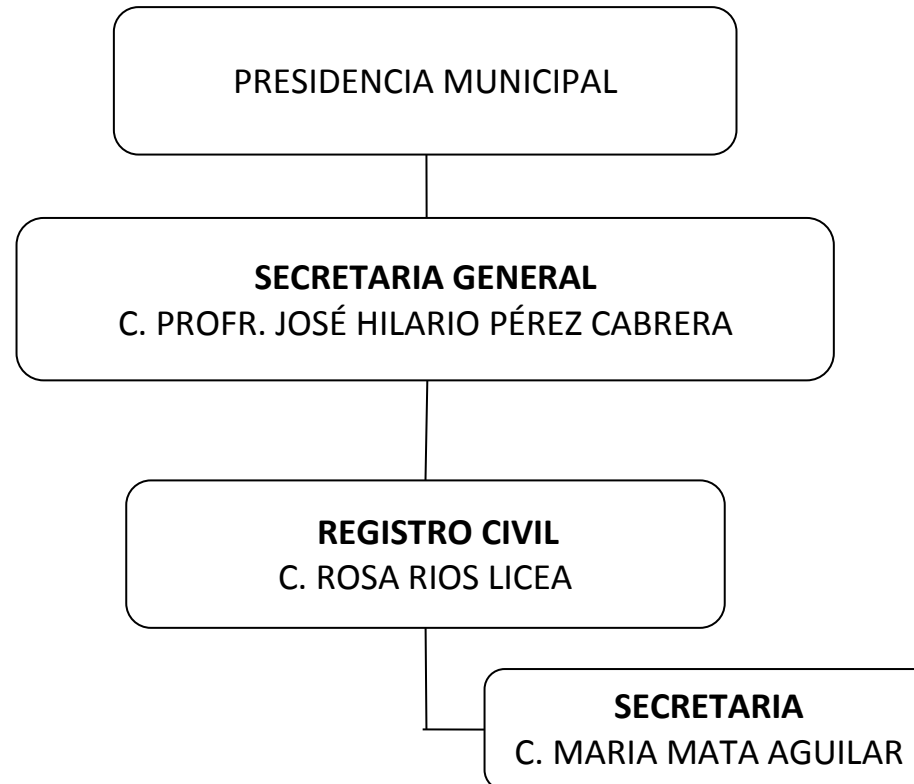 PRESIDENCIA MUNICIPAL
SECRETARIA GENERAL
C. PROFR. JOSÉ HILARIO PÉREZ CABRERA
REGISTRO CIVIL
C. ROSA RIOS LICEA
SECRETARIA
C. MARIA MATA AGUILAR